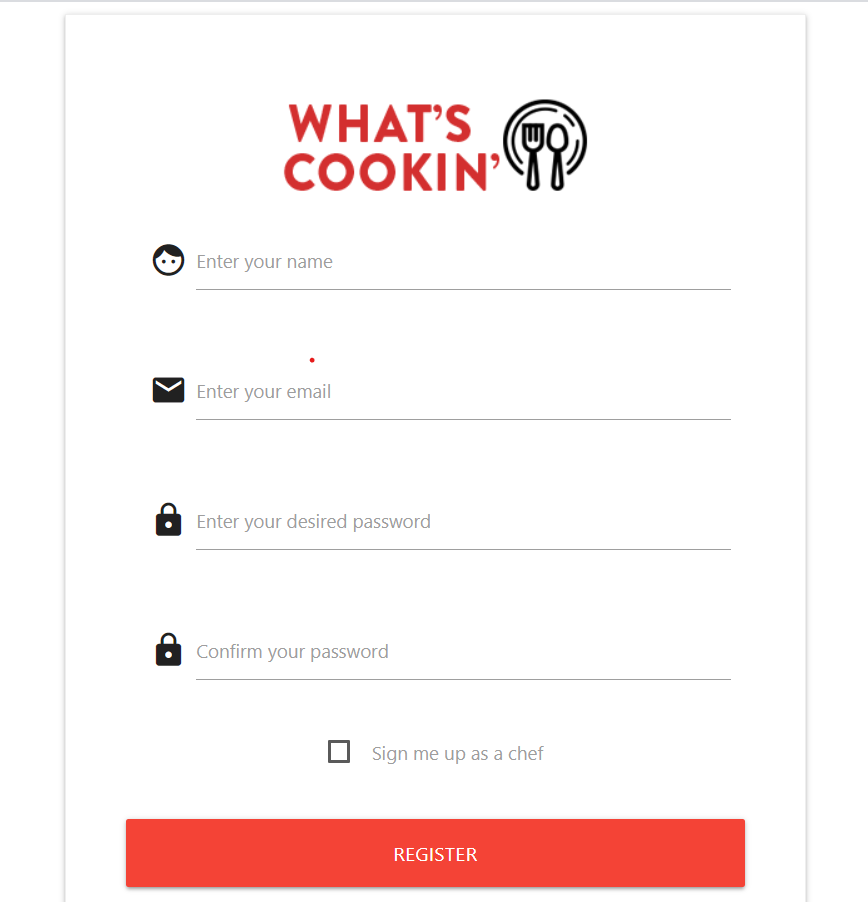 WHAT'S
COOKIN'
Enter your name
Enter your email
Enter your desired password
Confirm your password
Sign me up as a chef
REGISTER